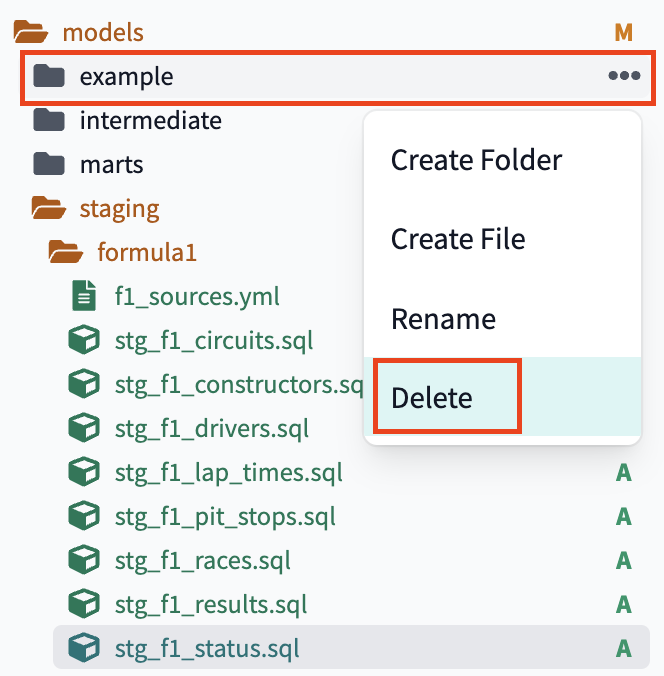 models M
example •••
intermediate
marts
staging
formula1
f1_sources.yml
stg_f1_circuits.sql
stg_f1_constructors.sq
stg_f1_drivers.sql
stg_f1_lap_times.sql A
stg_f1_pit_stops.sql A
stg_f1_races.sql A
stg_f1_results.sql A
stg_f1_status.sql A
Create Folder
Create File
Rename
Delete